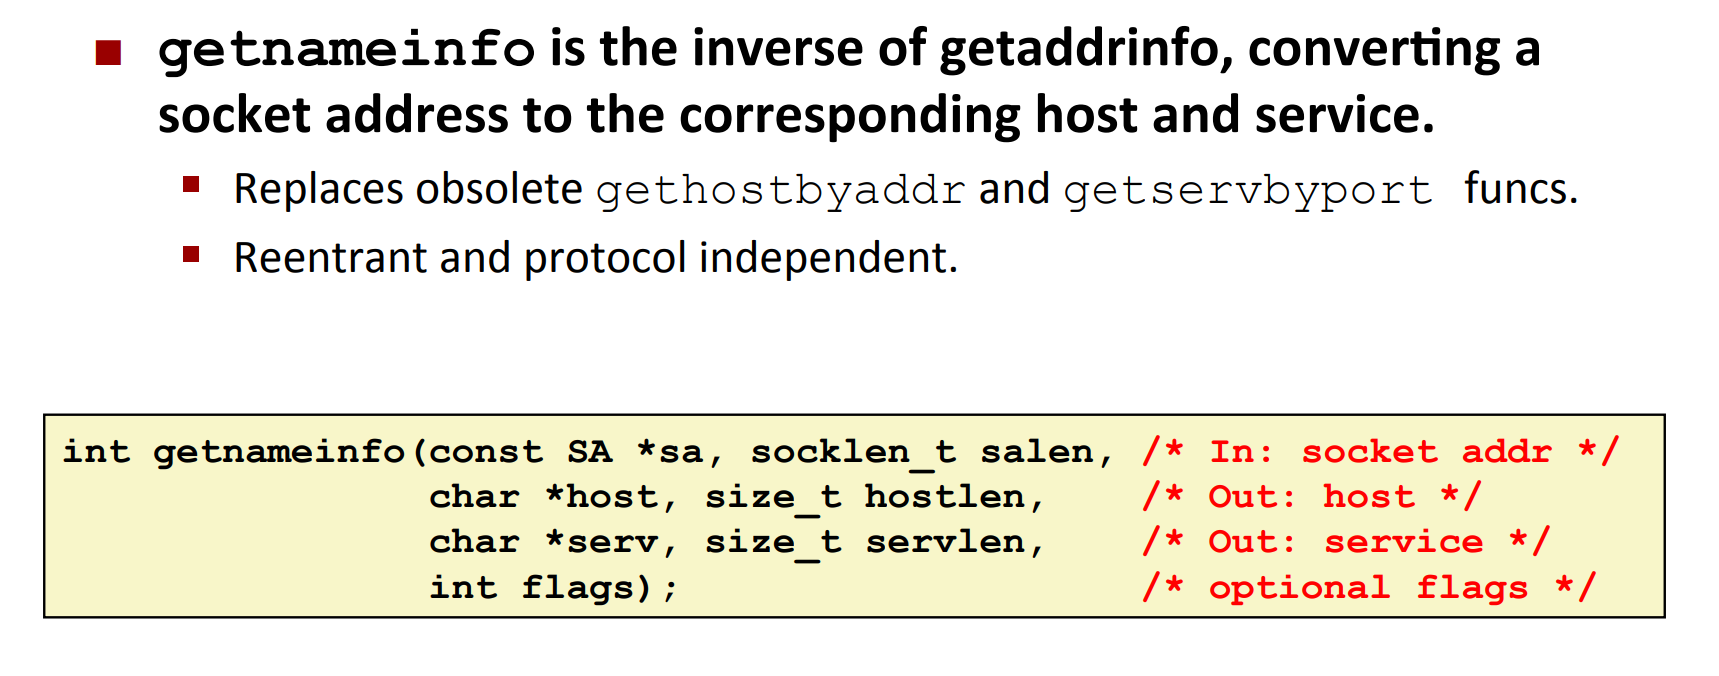 getnameinfo is the inverse of getaddrinfo, converting a
socket address to the corresponding host and service.
Replaces obsolete gethostbyaddr and getservbyport funcs.
Reentrant and protocol independent.
int getnameinfo(const SA *sa, socklen_t salen, /* In: socket addr */
char *host, size_t hostlen, /* Out: host */
char *serv, size_t servlen, /* Out: service */
int flags); /* optional flags */